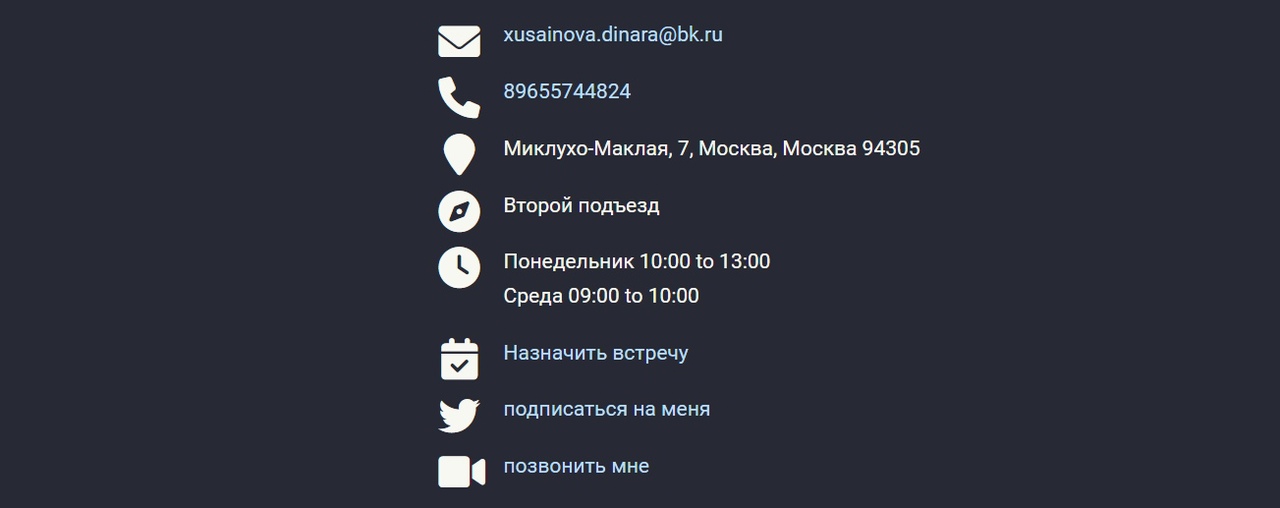 xusainova.dinara@bk.ru
89655744824
Миклухо-Маклая, 7, Москва, Москва 94305
Второй подъезд
Понедельник 10:00 to 13:00
Среда 09:00 to 10:00
Назначить встречу
подписаться на меня
позвонить мне